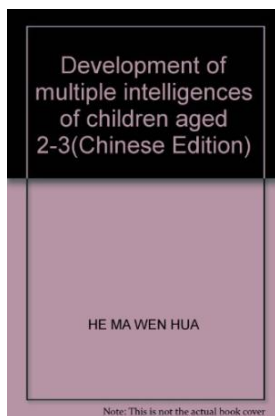 Development of
multiple intelligences
of children aged
2-3(Chinese Edition)
HE MA WEN HUA
Note: This is not the actual book cover